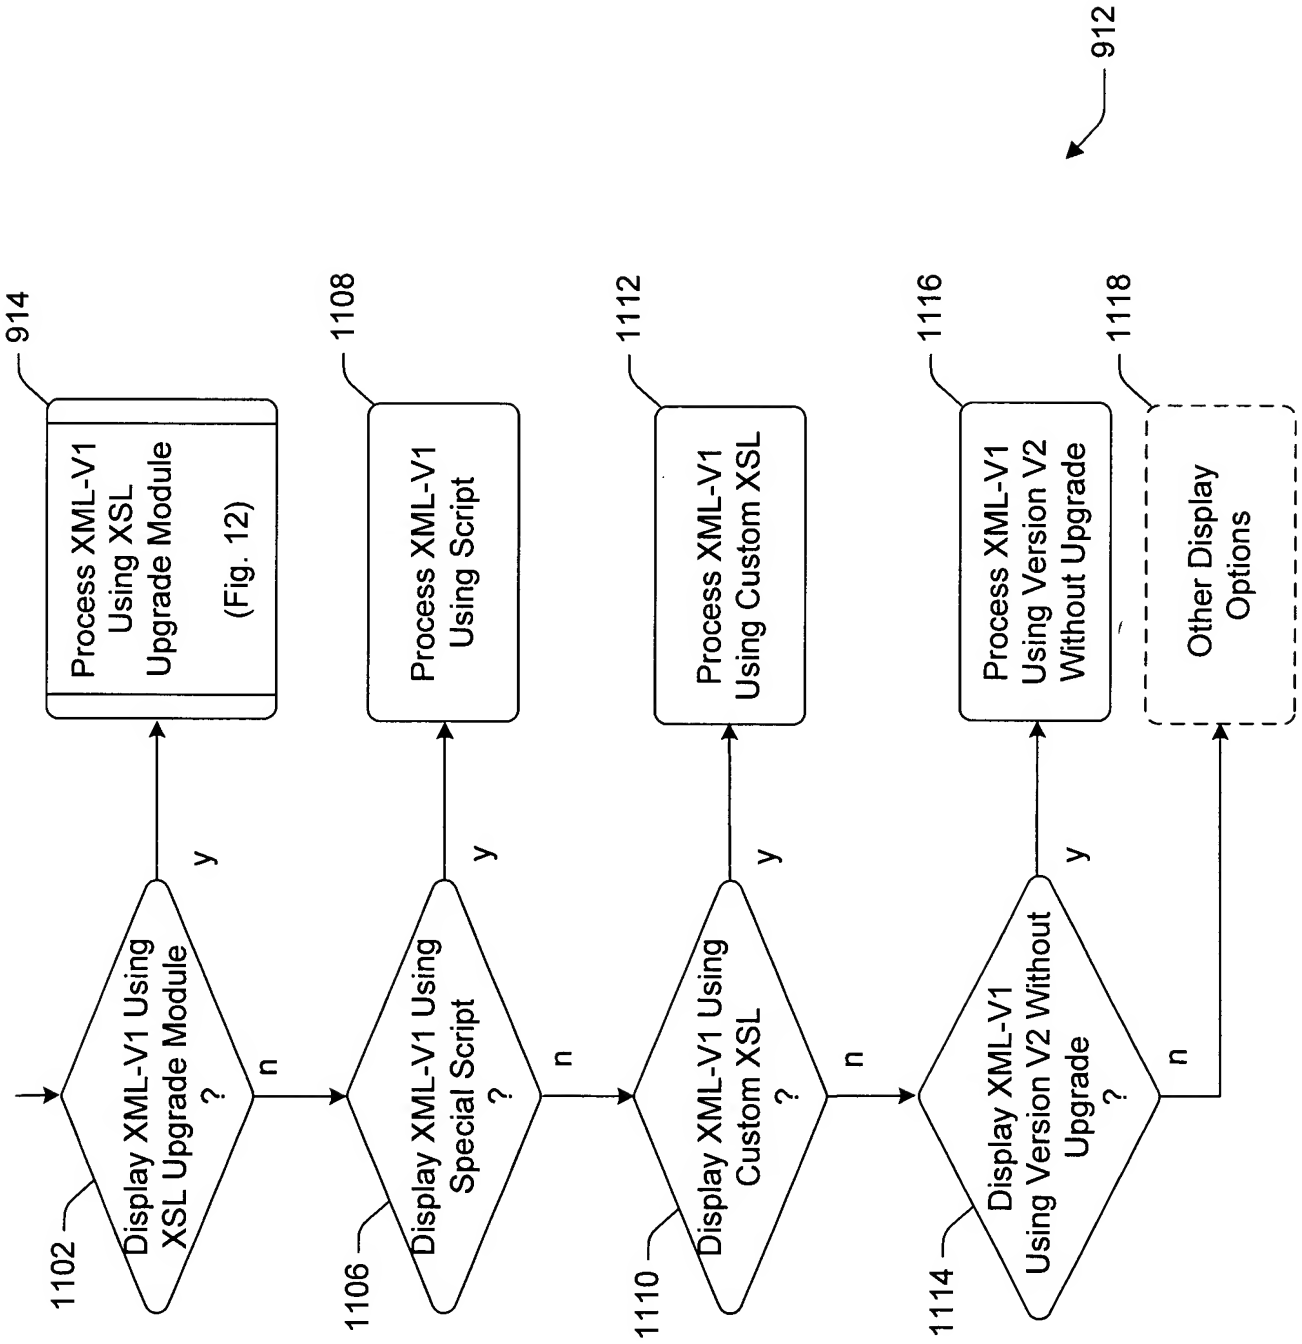 1102
Display XML-V1 Using
XSL Upgrade Module
?
y
n
914
Process XML-V1
Using XSL
Upgrade Module
(Fig. 12)
1106
Display XML-V1 Using
Special Script
?
y
n
1108
Process XML-V1
Using Script
1110
Display XML-V1 Using
Custom XSL
?
y
n
1112
Process XML-V1
Using Custom XSL
1114
Display XML-V1
Using Version V2 Without
Upgrade
?
y
n
1116
Process XML-V1
Using Version V2
Without Upgrade
1118
Other Display
Options
912